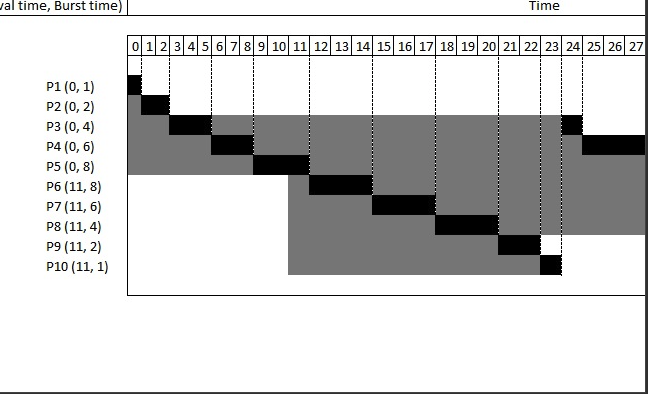 val time, Burst time) Time
0 1 2 3 4 5 6 7 8 9 10 11 12 13 14 15 16 17 18 19 20 21 22 23 24 25 26 27
P1 (0, 1)
P2 (0, 2)
P3 (0, 4)
P4 (0, 6)
P5 (0, 8)
P6 (11, 8)
P7 (11, 6)
P8 (11, 4)
P9 (11, 2)
P10 (11, 1)